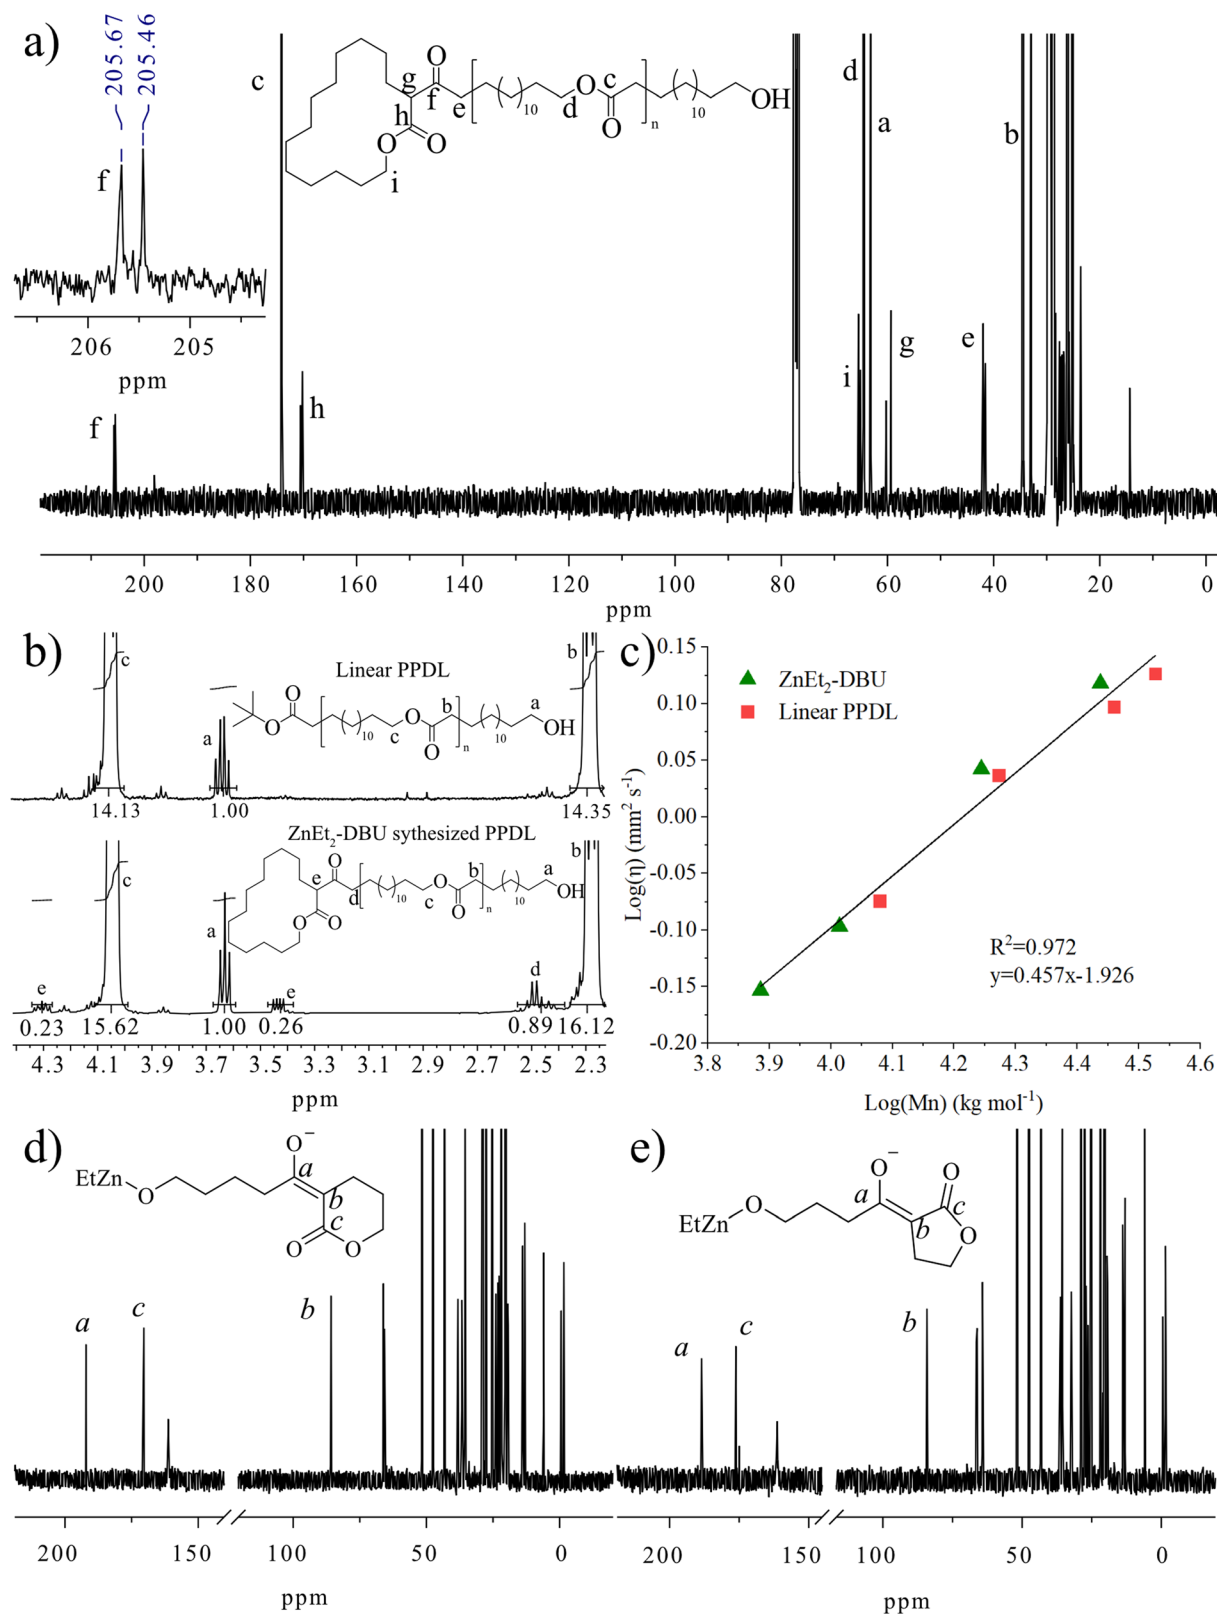 a)
205.67
205.46
f
206
205
ppm
c
g
O
f
h
e
10
O
d
c
O
n
10
OH
O
O
i
d
a
b
f
h
i
g
e
200
180
160
140
120
100
80
60
40
20
0
ppm
b)
Linear PPDL
c
a
b
O
O
10
c
O
b
O
n
10
a
OH
14.13
1.00
14.35
ZnEt2-DBU sythesized PPDL
c
a
b
e
O
d
O
O
10
c
O
b
O
n
10
a
OH
e
e
d
0.23
15.62
1.00
0.26
0.89
16.12
4.3
4.1
3.9
3.7
3.5
3.3
3.1
2.9
2.7
2.5
2.3
ppm
c)
0.15
0.10
0.05
0.00
-0.05
-0.10
-0.15
-0.20
Log(η) (mm2 s-1)
ZnEt2-DBU
Linear PPDL
R2=0.972
y=0.457x-1.926
3.8
3.9
4.0
4.1
4.2
4.3
4.4
4.5
4.6
Log(Mn) (kg mol-1)
d)
EtZn
O
O−
a
b
c
O
O
a
c
b
200
150
100
50
0
ppm
e)
EtZn
O
O−
a
b
O
c
O
a
c
b
200
150
100
50
0
ppm